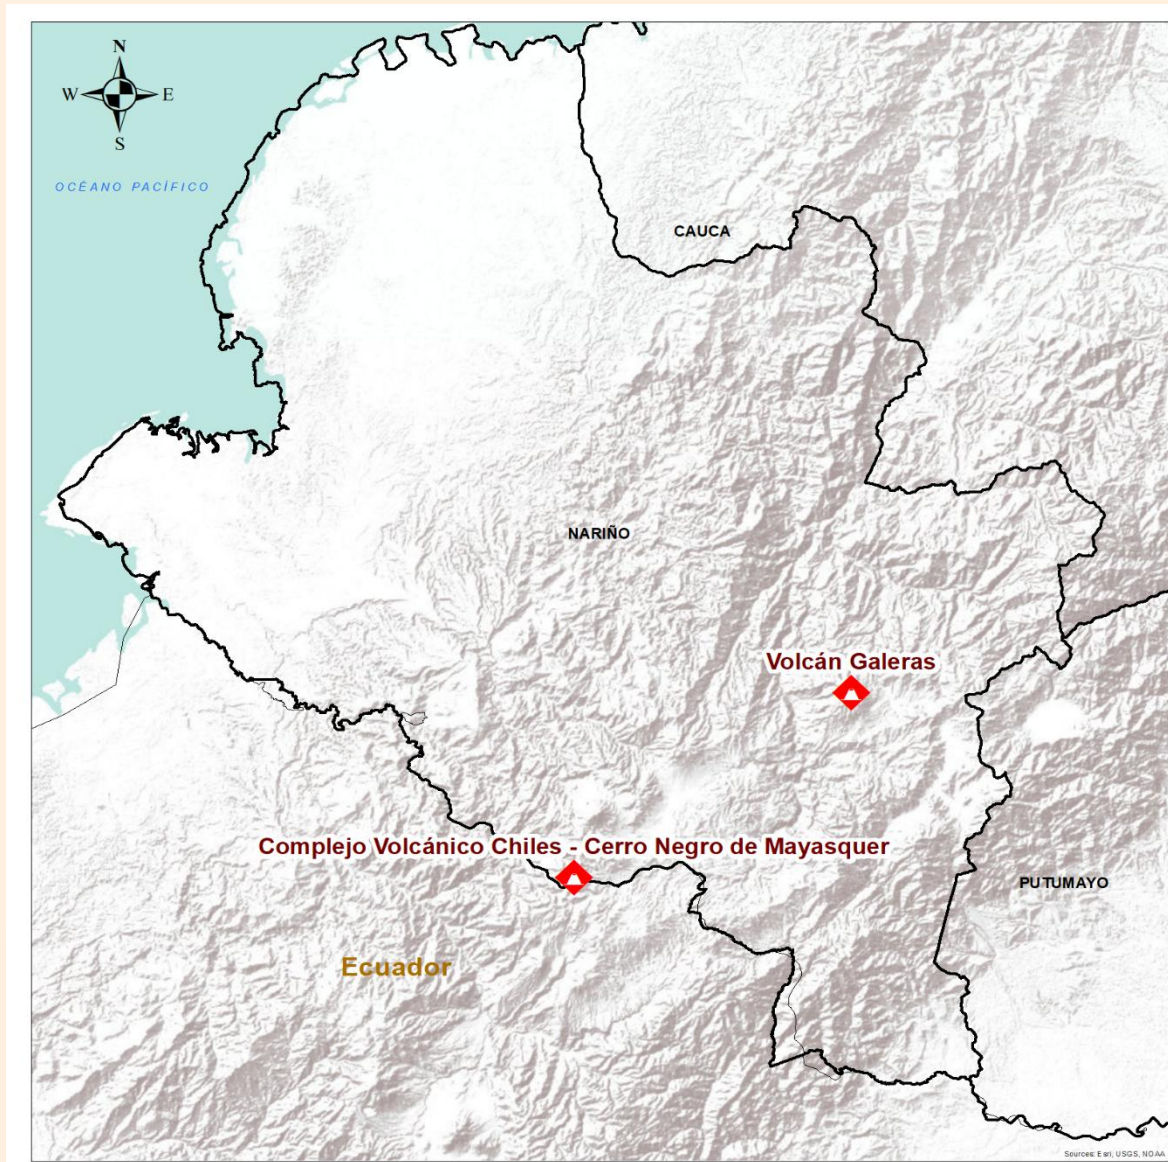 N
W E
S
OCÉANO PACÍFICO
CAUCA
NARIÑO
Volcán Galeras
Complejo Volcánico Chiles - Cerro Negro de Mayasquer
PUTUMAYO
Ecuador
Sources: Esri, USGS, NOAA